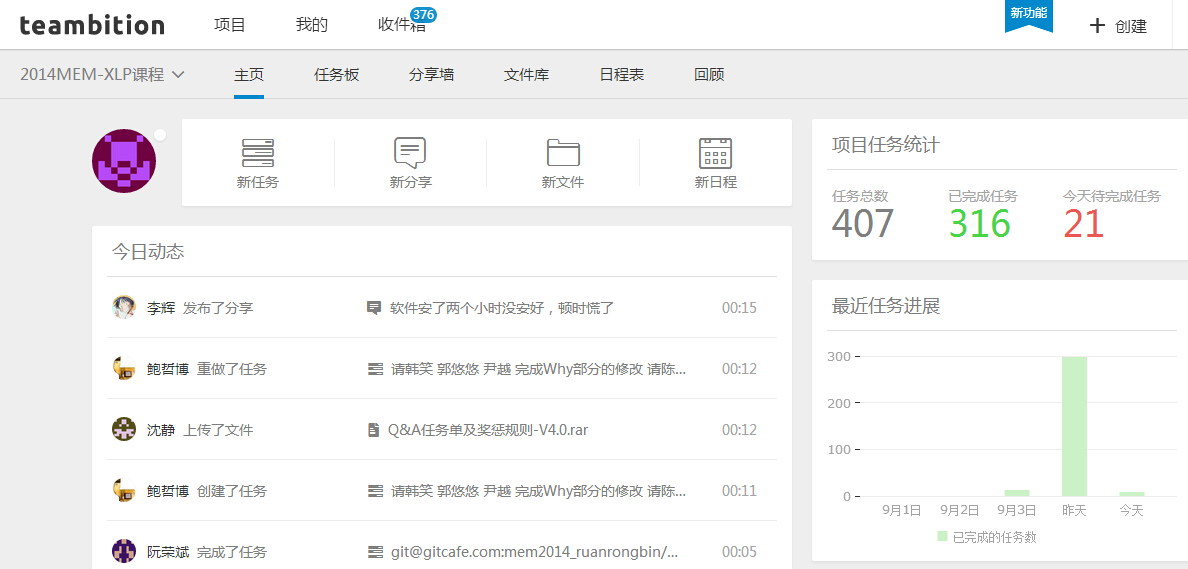 teambition 项目 我的 收件箱 376 新功能 + 创建
2014MEM-XLP课程 主页 任务板 分享墙 文件库 日程表 回顾
新任务 新分享 新文件 新日程
今日动态
李辉 发布了分享 软件安了两个小时没安好，顿时慌了 00:15
鲍哲博 重做了任务 请韩笑 郭悠悠 尹越 完成Why部分的修改 请陈... 00:12
沈静 上传了文件 Q&A任务单及奖惩规则-V4.0.rar 00:12
鲍哲博 创建了任务 请韩笑 郭悠悠 尹越 完成Why部分的修改 请陈... 00:11
阮荣斌 完成了任务 git@gitcafe.com:mem2014_ruanrongbin/... 00:05
项目任务统计
任务总数 已完成任务 今天待完成任务
407 316 21
最近任务进展
300
200
100
0
9月1日 9月2日 9月3日 昨天 今天
已完成的任务数